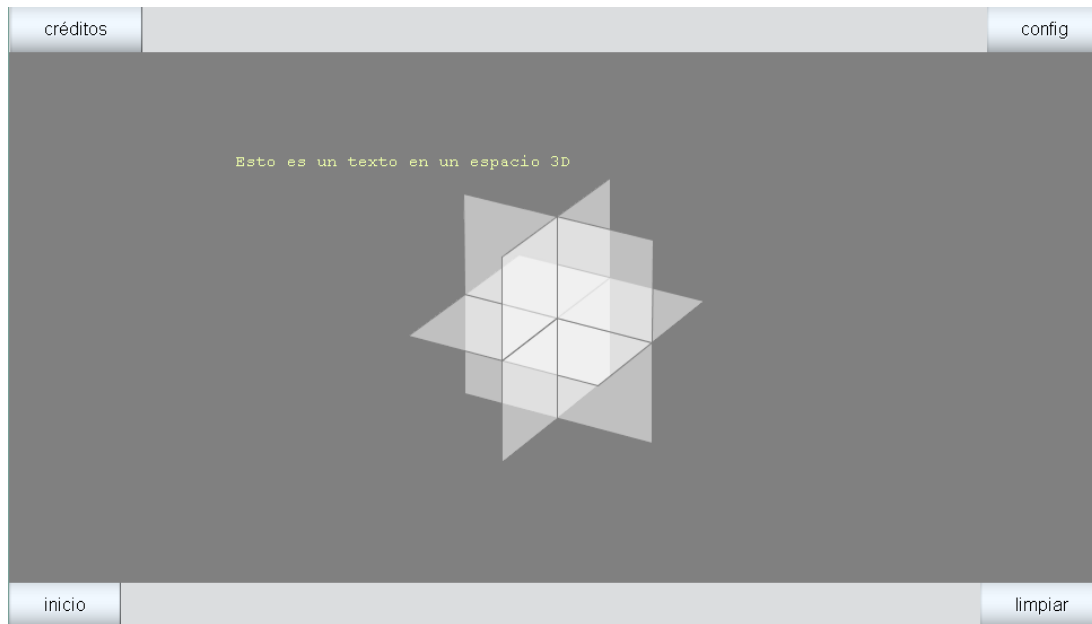 créditos
config
Esto es un texto en un espacio 3D
inicio
limpiar